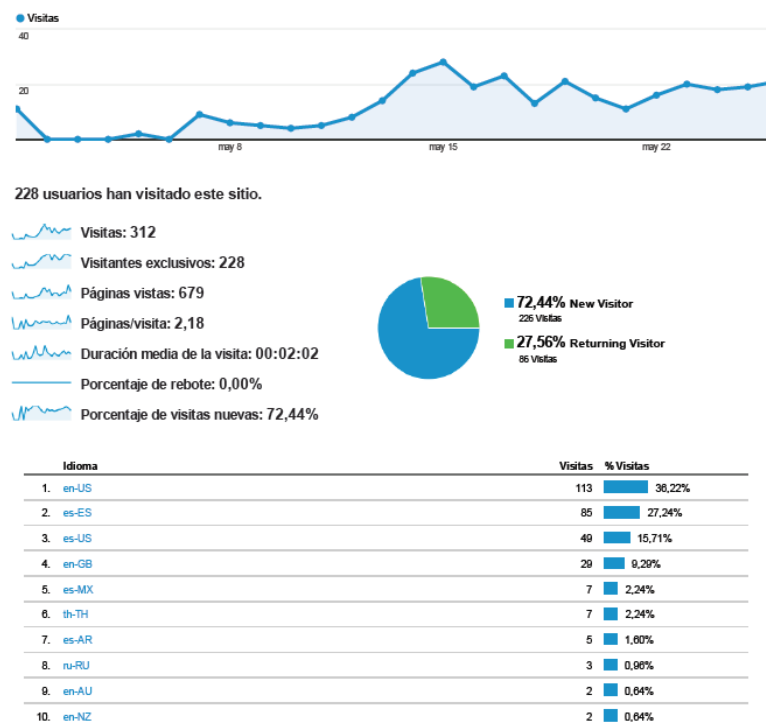 Visitas
40
20
may 8
may 15
may 22
228 usuarios han visitado este sitio.
Visitas: 312
Visitantes exclusivos: 228
Páginas vistas: 679
Páginas/visita: 2,18
Duración media de la visita: 00:02:02
Porcentaje de rebote: 0,00%
Porcentaje de visitas nuevas: 72,44%
72,44% New Visitor
226 Visitas
27,56% Returning Visitor
86 Visitas
Idioma Visitas % Visitas
1. en-US 113 36,22%
2. es-ES 85 27,24%
3. es-US 49 15,71%
4. en-GB 29 9,29%
5. es-MX 7 2,24%
6. th-TH 7 2,24%
7. es-AR 5 1,60%
8. ru-RU 3 0,96%
9. en-AU 2 0,64%
10. en-NZ 2 0,64%